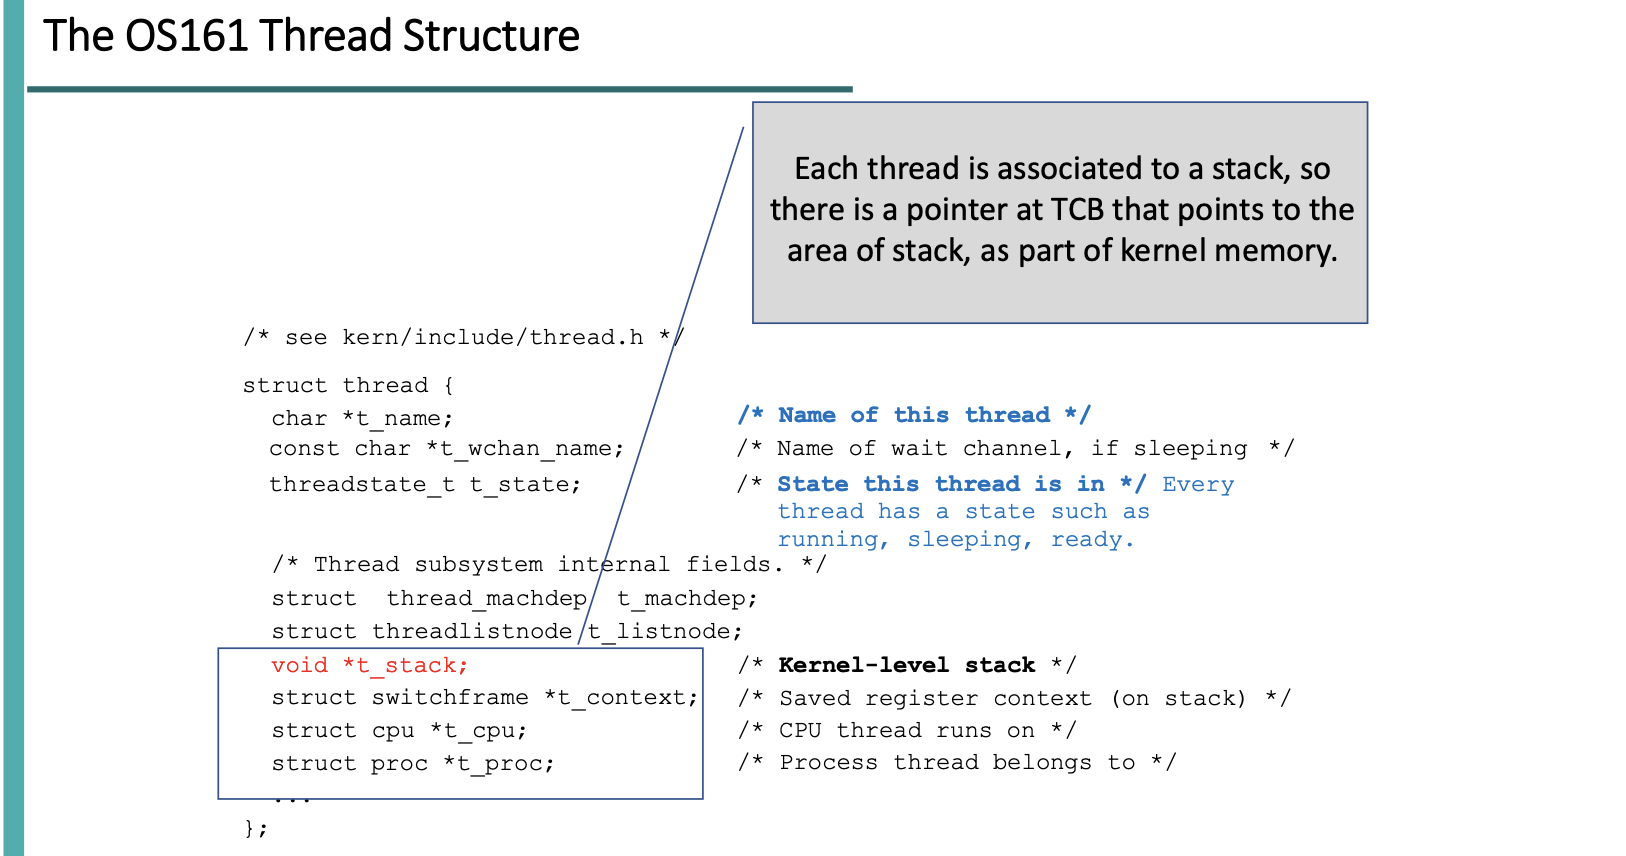 The OS161 Thread Structure
Each thread is associated to a stack, so
there is a pointer at TCB that points to the
area of stack, as part of kernel memory.
/* see kern/include/thread.h */
struct thread {
char *t_name; /* Name of this thread */
const char *t_wchan_name; /* Name of wait channel, if sleeping */
threadstate_t t_state; /* State this thread is in */ Every
thread has a state such as
running, sleeping, ready.
/* Thread subsystem internal fields. */
struct thread_machdep t_machdep;
struct threadlistnode t_listnode;
void *t_stack; /* Kernel-level stack */
struct switchframe *t_context; /* Saved register context (on stack) */
struct cpu *t_cpu; /* CPU thread runs on */
struct proc *t_proc; /* Process thread belongs to */
...
};